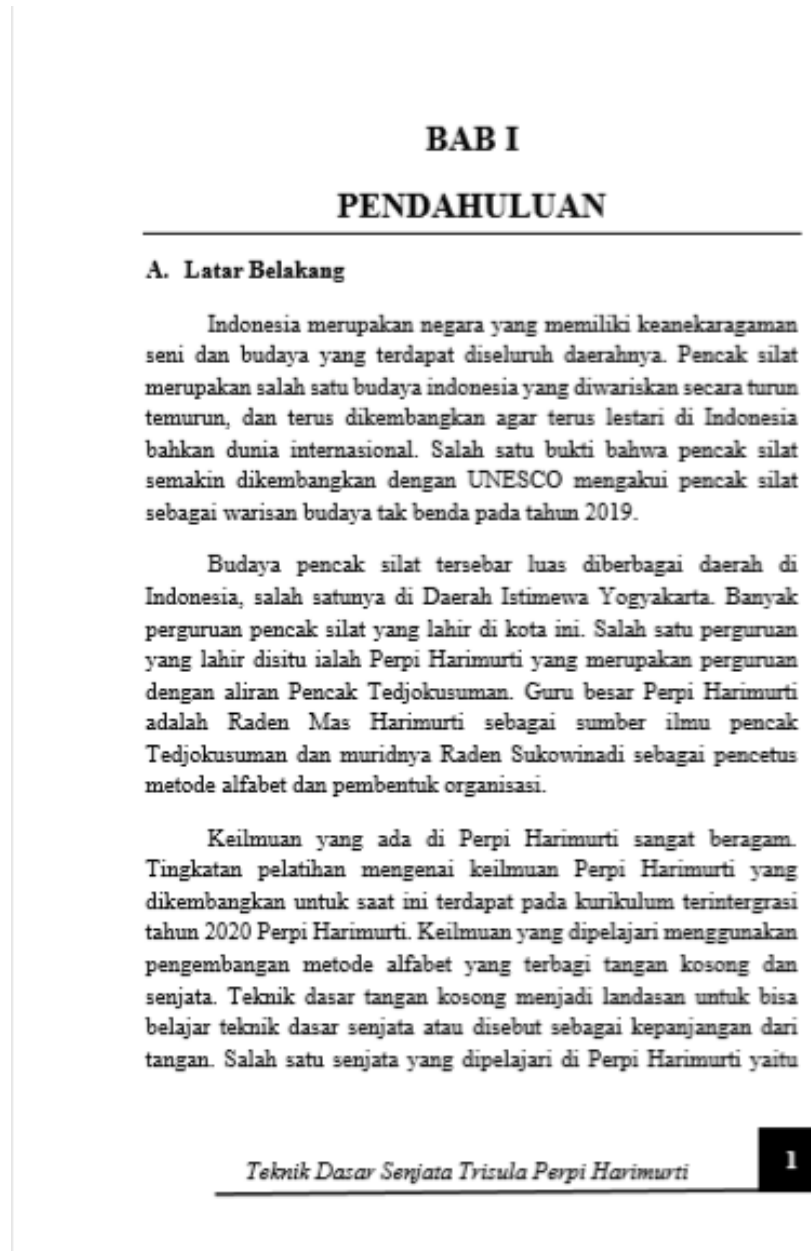 BAB I
PENDAHULUAN
A. Latar Belakang
Indonesia merupakan negara yang memiliki keanekaragaman
seni dan budaya yang terdapat diseluruh daerahnya. Pencak silat
merupakan salah satu budaya indonesia yang diwariskan secara turun
temurun, dan terus dikembangkan agar terus lestari di Indonesia
bahkan dunia internasional. Salah satu bukti bahwa pencak silat
semakin dikembangkan dengan UNESCO mengakui pencak silat
sebagai warisan budaya tak benda pada tahun 2019.
Budaya pencak silat tersebar luas diberbagai daerah di
Indonesia, salah satunya di Daerah Istimewa Yogyakarta. Banyak
perguruan pencak silat yang lahir di kota ini. Salah satu perguruan
yang lahir disitu ialah Perpi Harimurti yang merupakan perguruan
dengan aliran Pencak Tedjokusuman. Guru besar Perpi Harimurti
adalah Raden Mas Harimurti sebagai sumber ilmu pencak
Tedjokusuman dan muridnya Raden Sukowinadi sebagai pencetus
metode alfabet dan pembentuk organisasi.
Keilmuan yang ada di Perpi Harimurti sangat beragam.
Tingkatan pelatihan mengenai keilmuan Perpi Harimurti yang
dikembangkan untuk saat ini terdapat pada kurikulum terintergrasi
tahun 2020 Perpi Harimurti. Keilmuan yang dipelajari menggunakan
pengembangan metode alfabet yang terbagi tangan kosong dan
senjata. Teknik dasar tangan kosong menjadi landasan untuk bisa
belajar teknik dasar senjata atau disebut sebagai kepanjangan dari
tangan. Salah satu senjata yang dipelajari di Perpi Harimurti yaitu
Teknik Dasar Senjata Trisula Perpi Harimurti
1